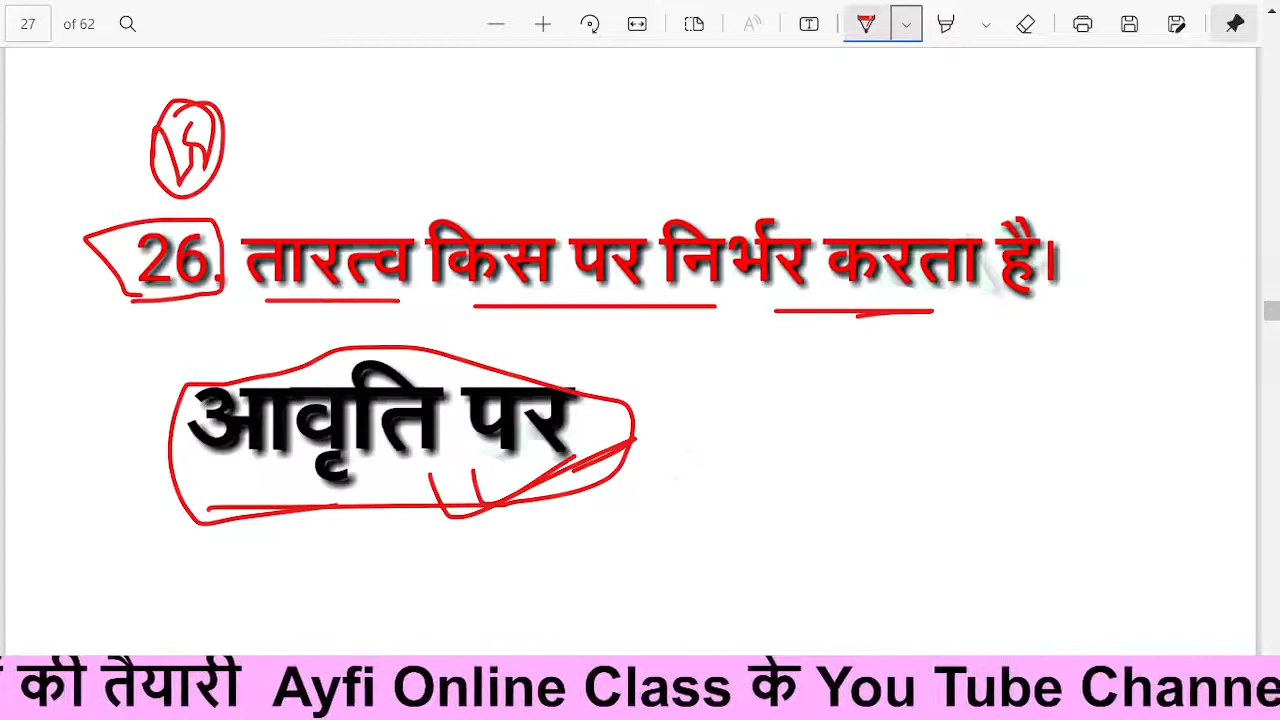 27 of 62
26. तारत्व किस पर निर्भर करता है।
आवृति पर
की तैयारी Ayfi Online Class के You Tube Channe